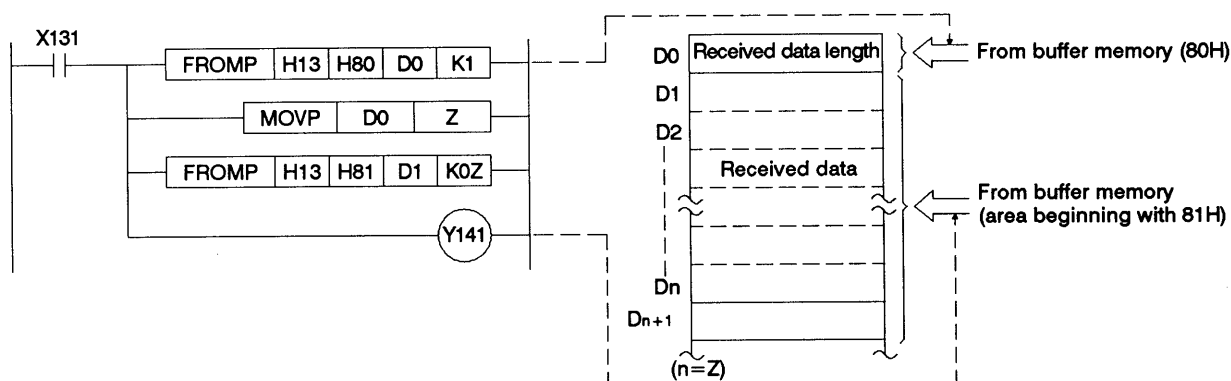 X131
FROMP H13 H80 D0 K1
MOVP D0 Z
FROMP H13 H81 D1 K0Z
Y141
D0 Received data length
D1
D2
Received data
Dn
Dn+1
(n=Z)
From buffer memory (80H)
From buffer memory
(area beginning with 81H)